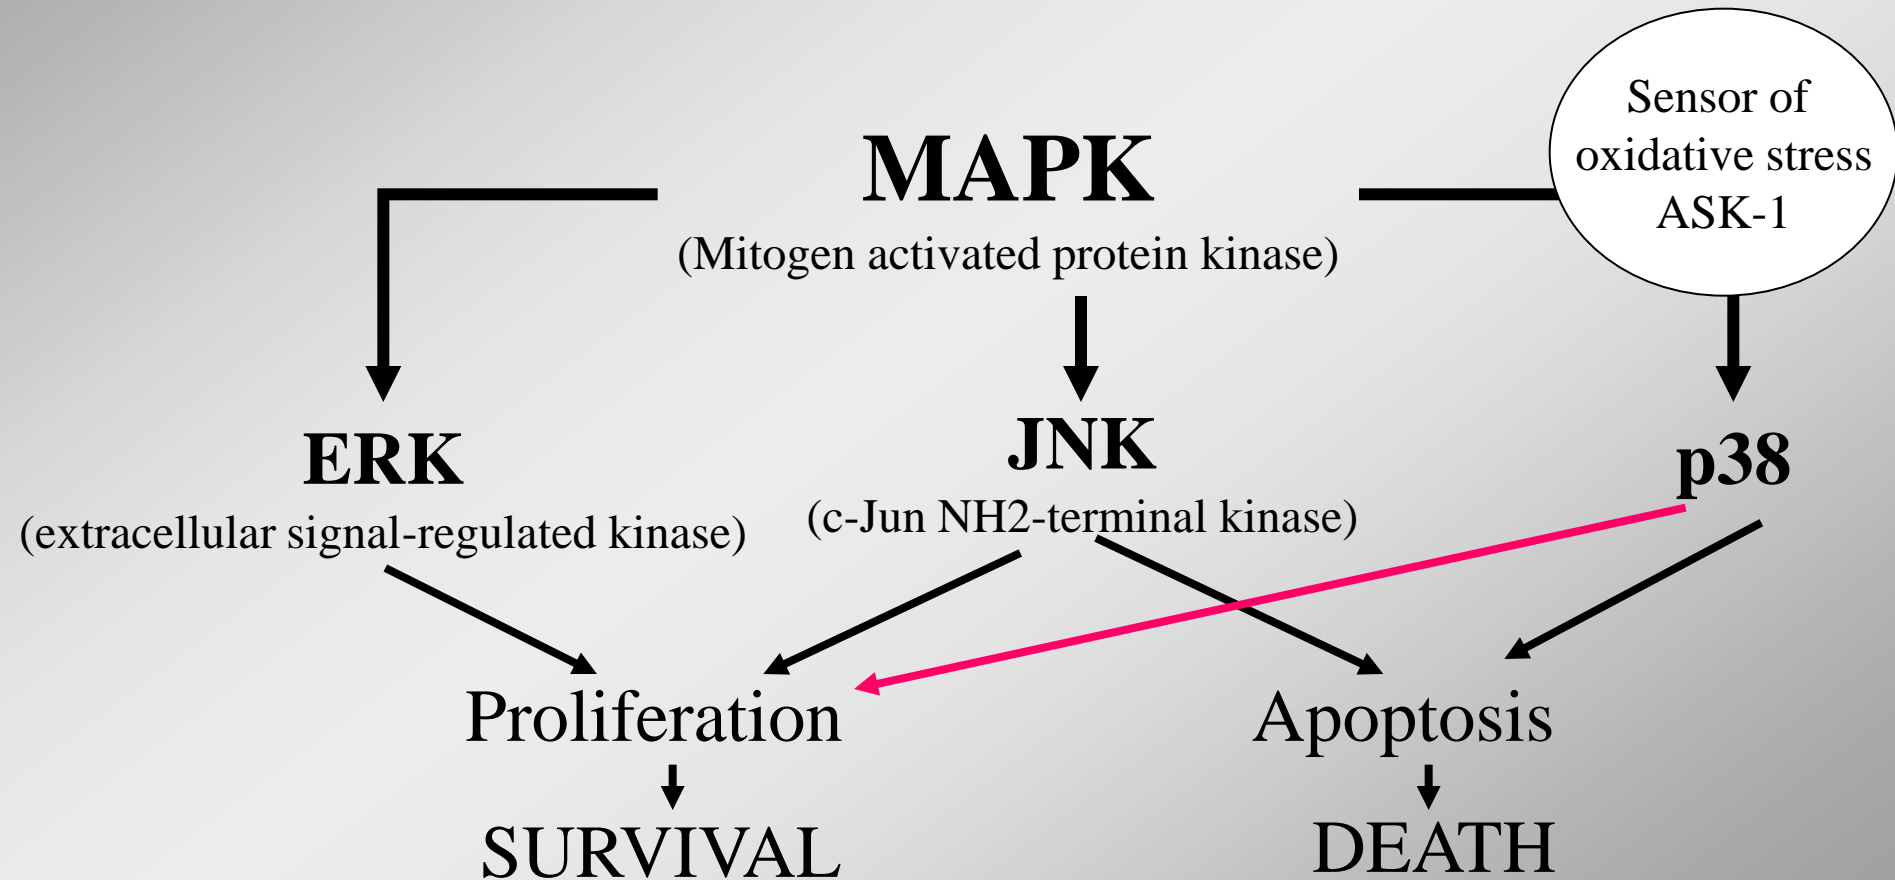 Sensor of
oxidative stress
ASK-1
MAPK
(Mitogen activated protein kinase)
ERK
(extracellular signal-regulated kinase)
JNK
(c-Jun NH2-terminal kinase)
p38
Proliferation
Apoptosis
SURVIVAL
DEATH